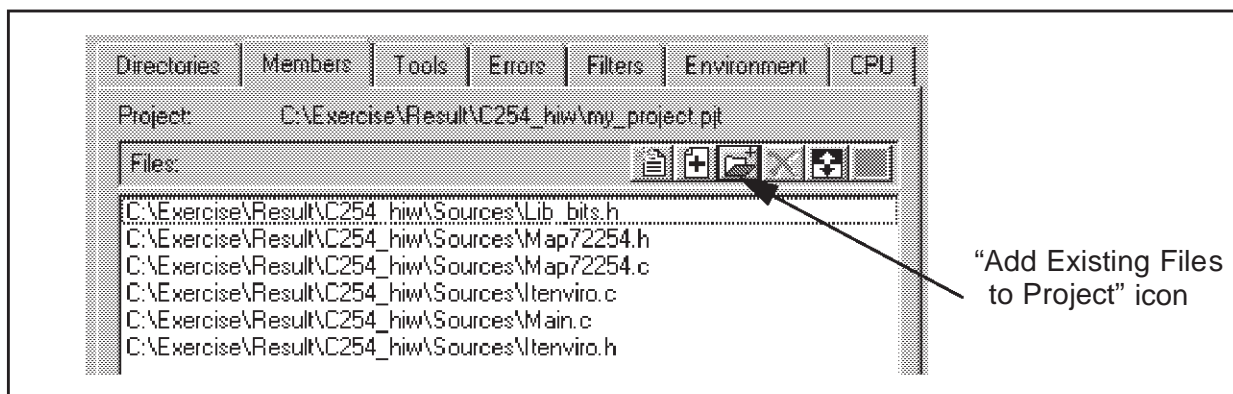 Directories Members Tools Errors Filters Environment CPU
Project: C:\Exercise\Result\C254_hiw\my_project.pjt
Files:
C:\Exercise\Result\C254_hiw\Sources\Lib_bits.h
C:\Exercise\Result\C254_hiw\Sources\Map72254.h
C:\Exercise\Result\C254_hiw\Sources\Map72254.c
C:\Exercise\Result\C254_hiw\Sources\Itenviro.c
C:\Exercise\Result\C254_hiw\Sources\Main.c
C:\Exercise\Result\C254_hiw\Sources\Itenviro.h
“Add Existing Files
to Project” icon